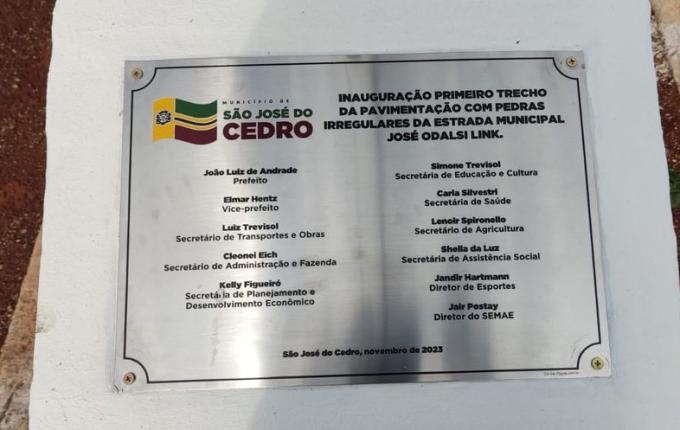 MUNICÍPIO DE
SÃO JOSÉ DO
CEDRO
INAUGURAÇÃO PRIMEIRO TRECHO
DA PAVIMENTAÇÃO COM PEDRAS
IRREGULARES DA ESTRADA MUNICIPAL
JOSÉ ODALSI LINK.
João Luiz de Andrade
Prefeito
Elmar Hentz
Vice-prefeito
Luiz Trevisol
Secretário de Transportes e Obras
Cleonei Eich
Secretário de Administração e Fazenda
Kelly Figueiró
Secretária de Planejamento e
Desenvolvimento Econômico
Simone Trevisol
Secretária de Educação e Cultura
Carla Silvestri
Secretária de Saúde
Lenoir Spironello
Secretário de Agricultura
Sheila da Luz
Secretária de Assistência Social
Jandir Hartmann
Diretor de Esportes
Jair Postay
Diretor do SEMAE
São José do Cedro, novembro de 2023